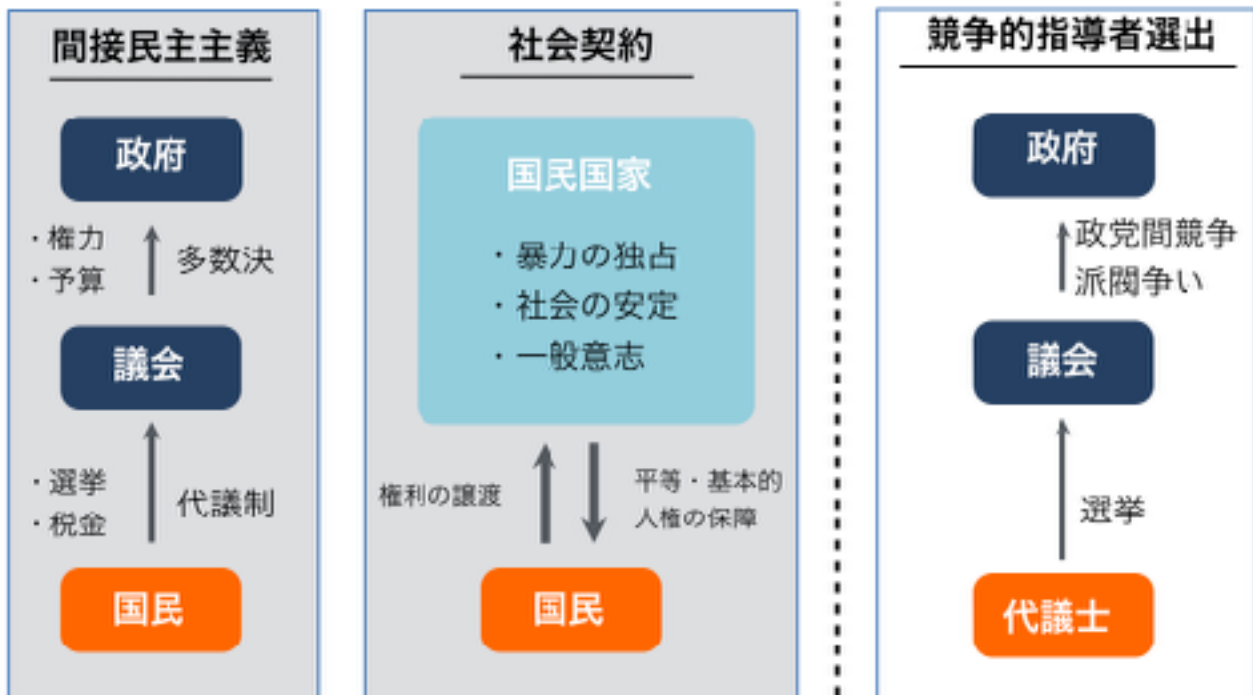 間接民主主義
政府
・権力
・予算
多数決
議会
・選挙
・税金
代議制
国民
社会契約
国民国家
・暴力の独占
・社会の安定
・一般意志
権利の譲渡
平等・基本的
人権の保障
国民
競争的指導者選出
政府
政党間競争
派閥争い
議会
選挙
代議士